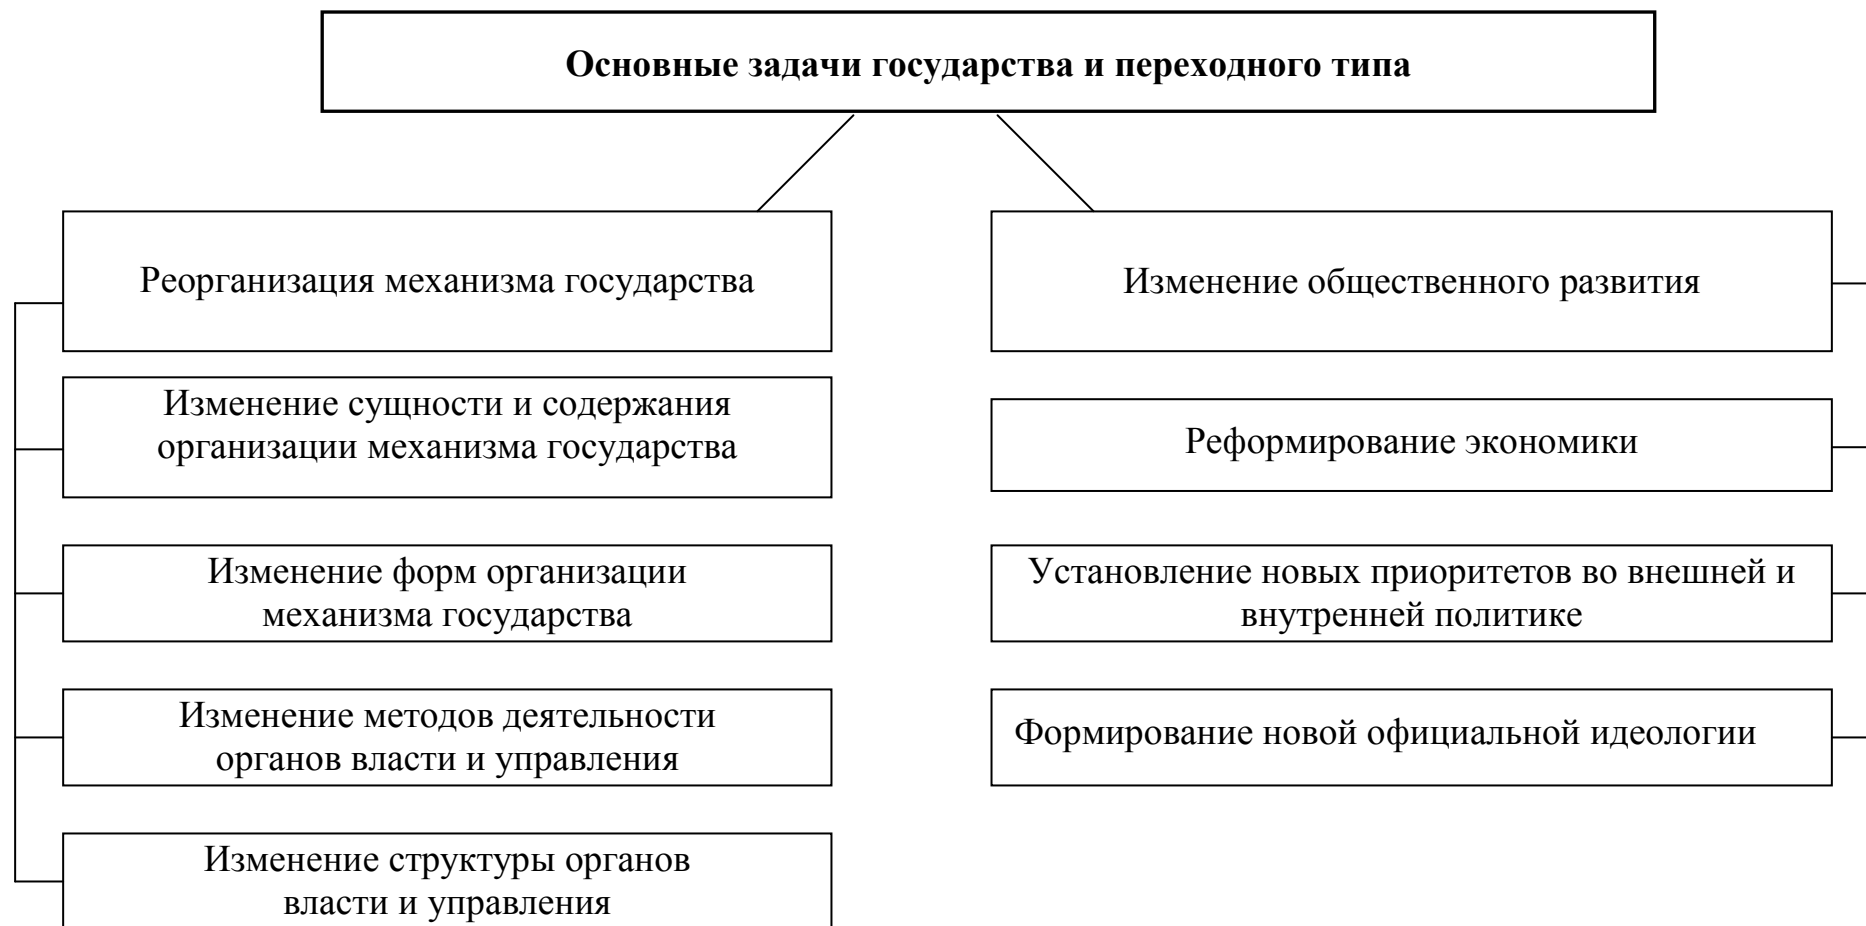 Основные задачи государства и переходного типа
Реорганизация механизма государства
Изменение сущности и содержания
организации механизма государства
Изменение форм организации
механизма государства
Изменение методов деятельности
органов власти и управления
Изменение структуры органов
власти и управления
Изменение общественного развития
Реформирование экономики
Установление новых приоритетов во внешней и
внутренней политике
Формирование новой официальной идеологии